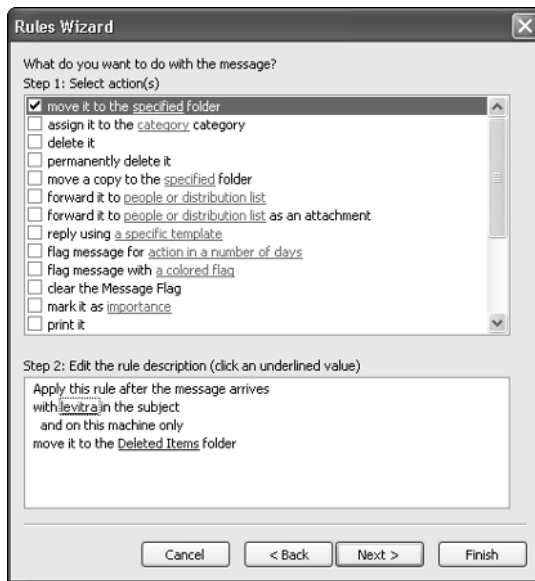 Rules Wizard
What do you want to do with the message?
Step 1: Select action(s)
move it to the specified folder
assign it to the category category
delete it
permanently delete it
move a copy to the specified folder
forward it to people or distribution list
forward it to people or distribution list as an attachment
reply using a specific template
flag message for action in a number of days
flag message with a colored flag
clear the Message Flag
mark it as importance
print it
Step 2: Edit the rule description (click an underlined value)
Apply this rule after the message arrives
with levitra in the subject
and on this machine only
move it to the Deleted Items folder
Cancel < Back Next > Finish